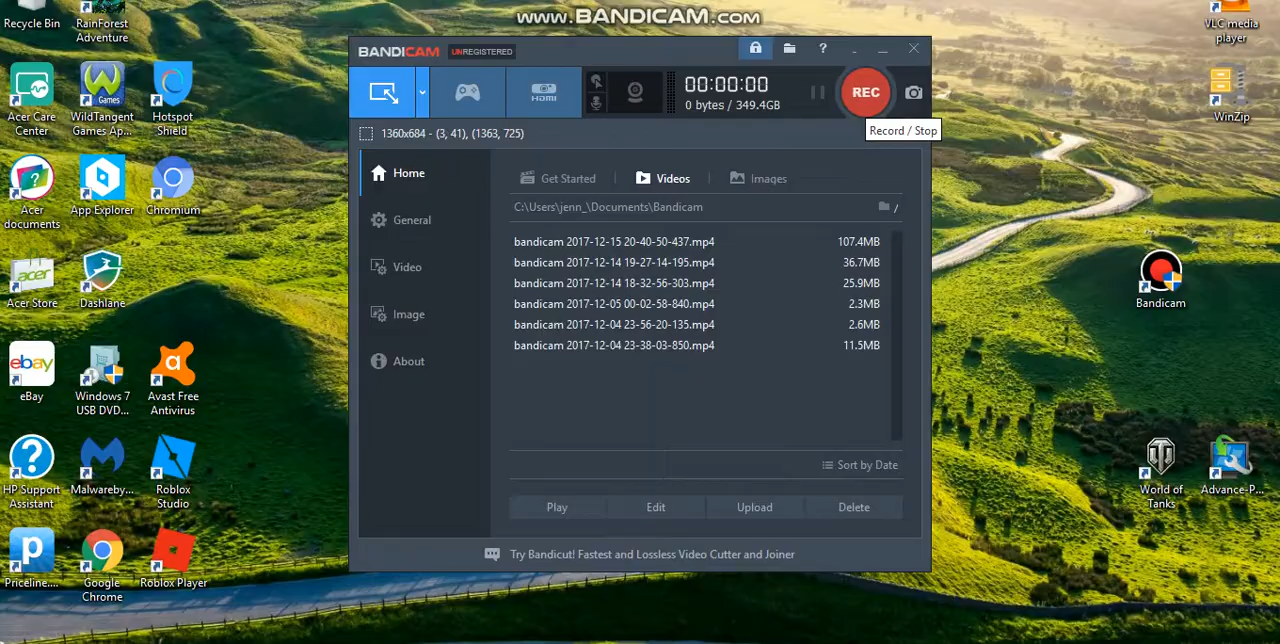 www.BANDICAM.com
Recycle Bin
RainForest
Adventure
VLC media
player
BANDICAM UNREGISTERED
?
HDMI
00:00:00
0 bytes / 349.4GB
REC
Record / Stop
1360x684 - (3, 41), (1363, 725)
Acer Care
Center
WildTangent
Games Ap...
Games
Hotspot
Shield
WinZip
Home
General
Video
Image
About
Get Started
Videos
Images
C:\Users\jenn_\Documents\Bandicam
/
bandicam 2017-12-15 20-40-50-437.mp4 107.4MB
bandicam 2017-12-14 19-27-14-195.mp4 36.7MB
bandicam 2017-12-14 18-32-56-303.mp4 25.9MB
bandicam 2017-12-05 00-02-58-840.mp4 2.3MB
bandicam 2017-12-04 23-56-20-135.mp4 2.6MB
bandicam 2017-12-04 23-38-03-850.mp4 11.5MB
Sort by Date
Play
Edit
Upload
Delete
Try Bandicut! Fastest and Lossless Video Cutter and Joiner
Acer
documents
App Explorer
Chromium
acer
Acer Store
Dashlane
Bandicam
ebay
eBay
Windows 7
USB DVD...
Avast Free
Antivirus
HP Support
Assistant
Malwareby...
Roblox
Studio
World of
Tanks
Advance-P...
Priceline....
Google
Chrome
Roblox Player